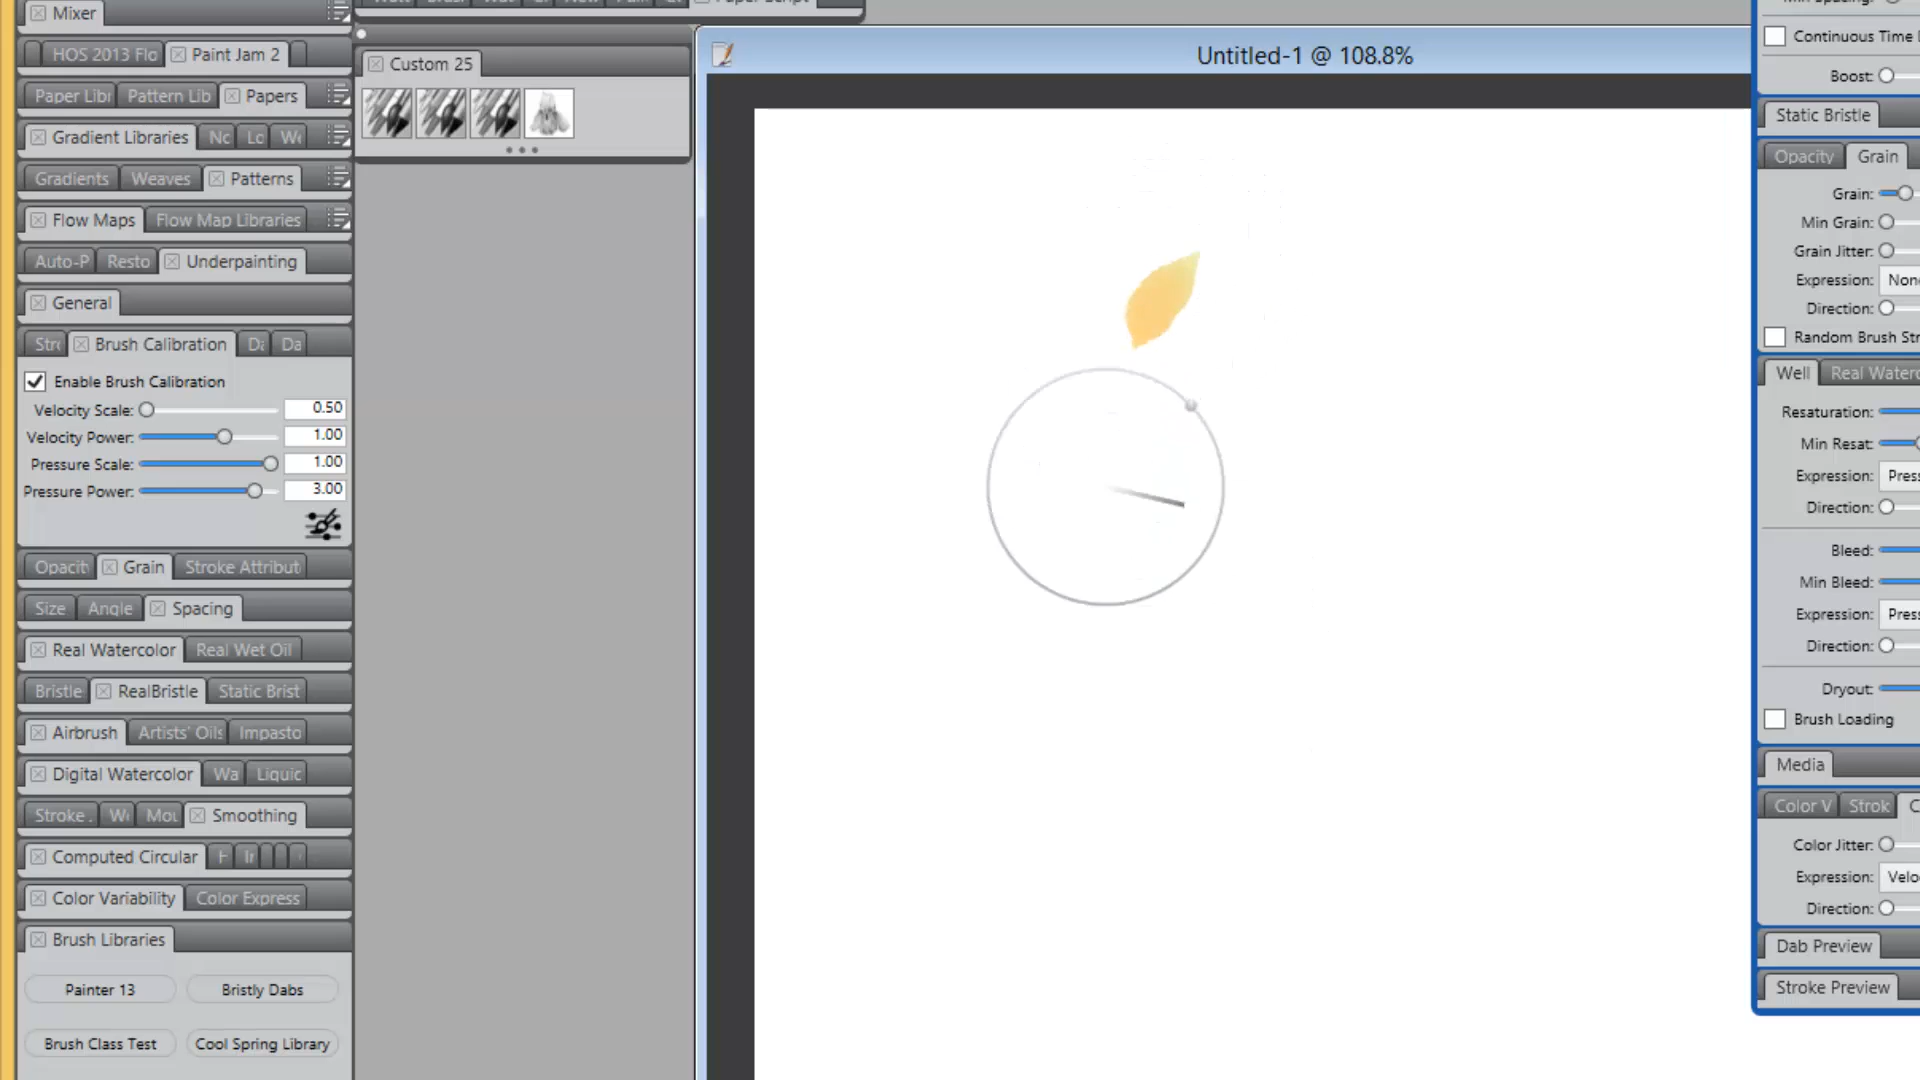 Mixer
HOS 2013 Flo Paint Jam 2
Paper Libr Pattern Lib Papers
Gradient Libraries Nc Lo We
Gradients Weaves Patterns
Flow Maps Flow Map Libraries
Auto-P Resto Underpainting
General
Stro Brush Calibration Da Da
Enable Brush Calibration
Velocity Scale: 0.50
Velocity Power: 1.00
Pressure Scale: 1.00
Pressure Power: 3.00
Opacit Grain Stroke Attribut
Size Angle Spacing
Real Watercolor Real Wet Oil
Bristle RealBristle Static Brist
Airbrush Artists' Oils Impasto
Digital Watercolor Wa Liquic
Stroke Mou Smoothing
Computed Circular
Color Variability Color Express
Brush Libraries
Painter 13 Bristly Dabs
Brush Class Test Cool Spring Library
Custom 25
Untitled-1 @ 108.8%
Continuous Time
Boost:
Static Bristle
Opacity Grain
Grain:
Min Grain:
Grain Jitter:
Expression: Non
Direction:
Random Brush Str
Well Real Waterc
Resaturation:
Min Resat:
Expression: Press
Direction:
Bleed:
Min Bleed:
Expression: Press
Direction:
Dryout:
Brush Loading
Media
Color V Strok C
Color Jitter:
Expression: Velo
Direction:
Dab Preview
Stroke Preview